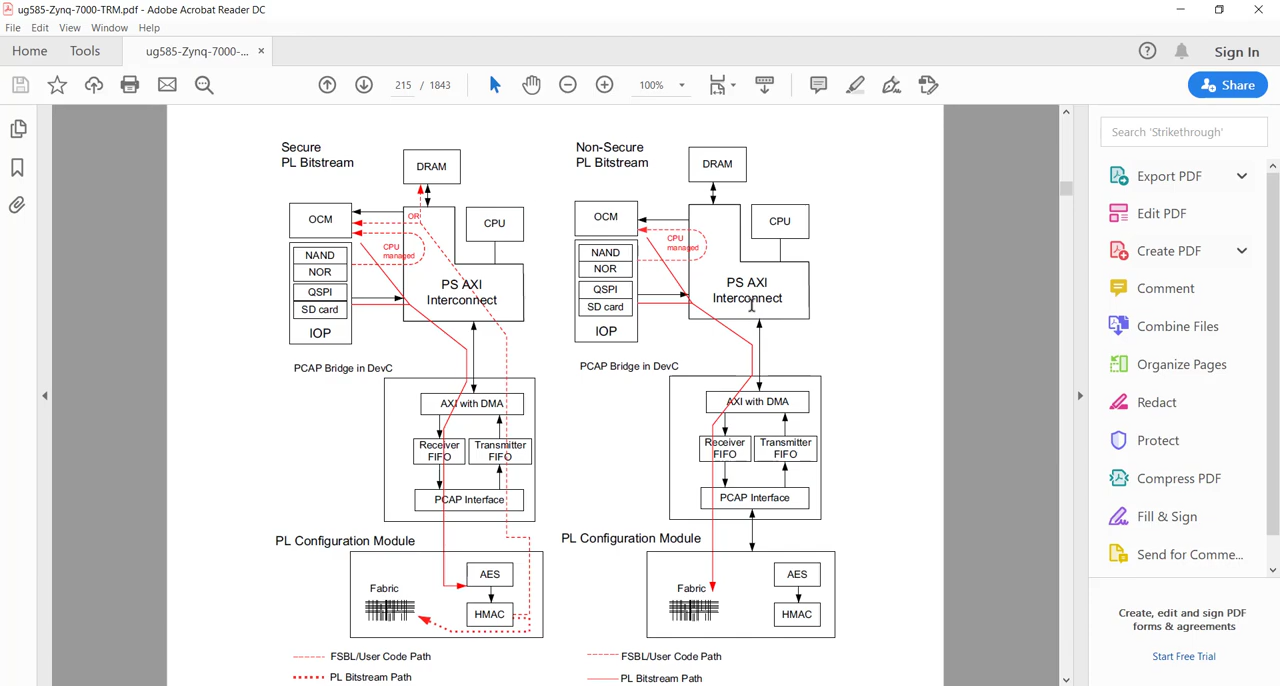 ug585-Zynq-7000-TRM.pdf - Adobe Acrobat Reader DC
File Edit View Window Help
Home Tools ug585-Zynq-7000-... × Sign In
215 / 1843 100% Share
Secure
PL Bitstream
DRAM
OCM
OR
CPU
CPU
managed
NAND
NOR
QSPI
SD card
IOP
PS AXI
Interconnect
PCAP Bridge in DevC
AXI with DMA
Receiver
FIFO
Transmitter
FIFO
PCAP Interface
PL Configuration Module
Fabric
AES
HMAC
FSBL/User Code Path
PL Bitstream Path
Non-Secure
PL Bitstream
DRAM
OCM
CPU
CPU
managed
NAND
NOR
QSPI
SD card
IOP
PS AXI
Interconnect
PCAP Bridge in DevC
AXI with DMA
Receiver
FIFO
Transmitter
FIFO
PCAP Interface
PL Configuration Module
Fabric
AES
HMAC
FSBL/User Code Path
PL Bitstream Path
Search 'Strikethrough'
Export PDF
Edit PDF
Create PDF
Comment
Combine Files
Organize Pages
Redact
Protect
Compress PDF
Fill & Sign
Send for Comme...
Create, edit and sign PDF
forms & agreements
Start Free Trial